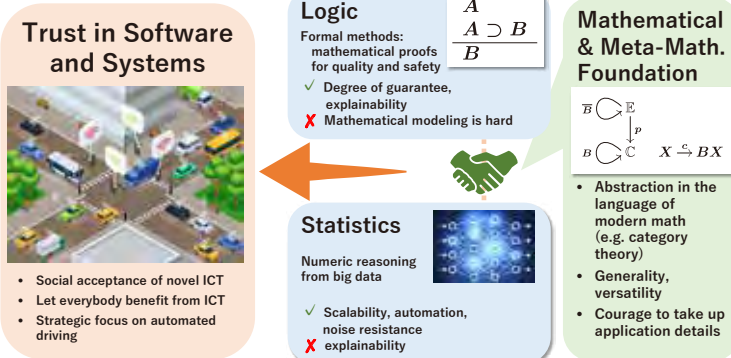 Trust in Software
and Systems
• Social acceptance of novel ICT
• Let everybody benefit from ICT
• Strategic focus on automated
driving
Logic
Formal methods:
mathematical proofs
for quality and safety
✓ Degree of guarantee,
explainability
✗ Mathematical modeling is hard
A
A ⊃ B
B
Statistics
Numeric reasoning
from big data
✓ Scalability, automation,
noise resistance
✗ explainability
Mathematical
& Meta-Math.
Foundation
B̅ 𝔼
p
B ℂ X →c BX
• Abstraction in the
language of
modern math
(e.g. category
theory)
• Generality,
versatility
• Courage to take up
application details